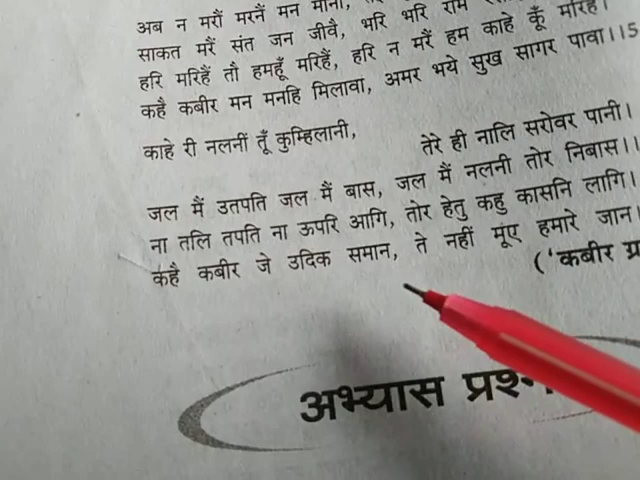 अब न मरौं मरनैं मन माना,
साकत मरैं संत जन जीवै, भरि भरि राम
हरि मरिहैं तौ हमहूँ मरिहैं, हरि न मरैं हम काहे कूँ मरिहैं।
कहै कबीर मन मनहि मिलावा, अमर भये सुख सागर पावा।।5
काहे री नलनीं तूँ कुम्हिलानी, तेरे ही नालि सरोवर पानी।
जल मैं उतपति जल मैं बास, जल मैं नलनी तोर निबास।।
ना तलि तपति ना ऊपरि आगि, तोर हेतु कहु कासनि लागि।
कहै कबीर जे उदिक समान, ते नहीं मूंए हमारे जान।
('कबीर ग्र
अभ्यास प्रश्न